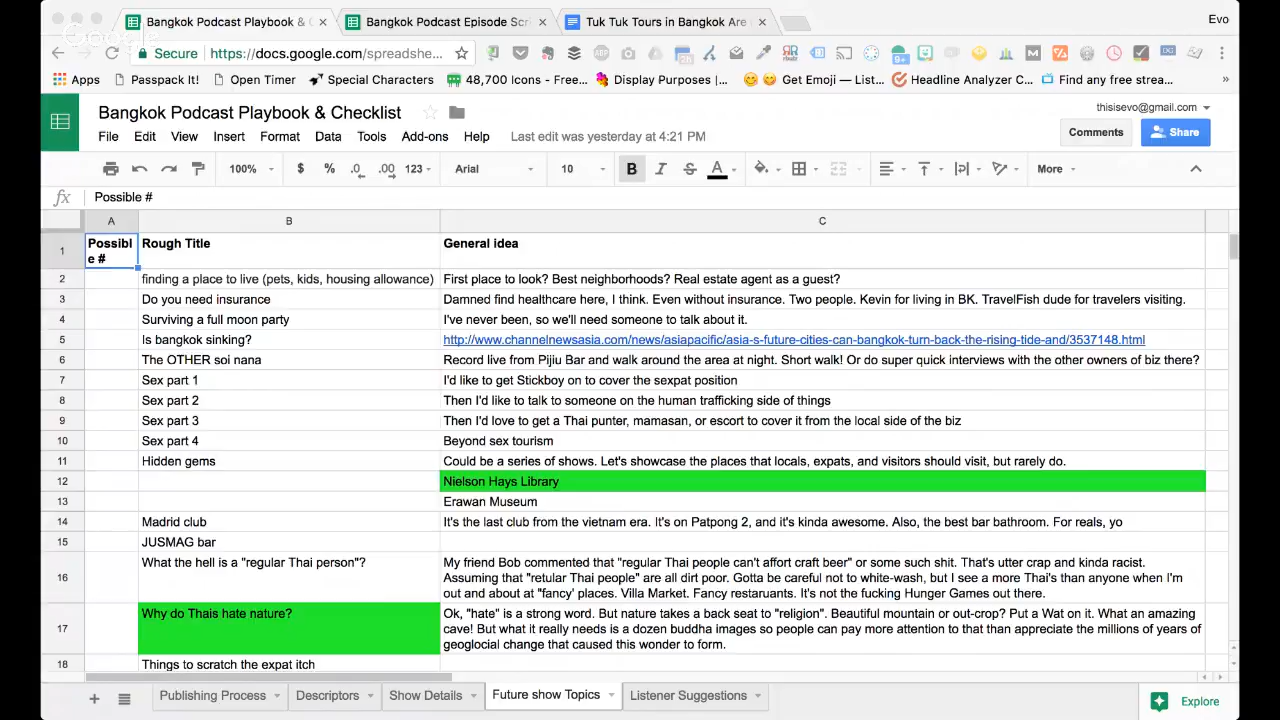 Bangkok Podcast Playbook & C
Bangkok Podcast Episode Scr
Tuk Tuk Tours in Bangkok Are
Evo
Google
Secure
https://docs.google.com/spreadshe...
9+
Apps
Passpack It!
Open Timer
Special Characters
48,700 Icons - Free...
Display Purposes |...
Get Emoji — List...
Headline Analyzer C...
Find any free strea...
»
Bangkok Podcast Playbook & Checklist
thisisevo@gmail.com
File Edit View Insert Format Data Tools Add-ons Help
Last edit was yesterday at 4:21 PM
Comments
Share
100% $ % .0 .00 123 Arial 10 B I S A More
fx Possible #
A B C
1 Possibl e # Rough Title General idea
2 finding a place to live (pets, kids, housing allowance) First place to look? Best neighborhoods? Real estate agent as a guest?
3 Do you need insurance Damned find healthcare here, I think. Even without insurance. Two people. Kevin for living in BK. TravelFish dude for travelers visiting.
4 Surviving a full moon party I've never been, so we'll need someone to talk about it.
5 Is bangkok sinking? http://www.channelnewsasia.com/news/asiapacific/asia-s-future-cities-can-bangkok-turn-back-the-rising-tide-and/3537148.html
6 The OTHER soi nana Record live from Pijiu Bar and walk around the area at night. Short walk! Or do super quick interviews with the other owners of biz there?
7 Sex part 1 I'd like to get Stickboy on to cover the sexpat position
8 Sex part 2 Then I'd like to talk to someone on the human trafficking side of things
9 Sex part 3 Then I'd love to get a Thai punter, mamasan, or escort to cover it from the local side of the biz
10 Sex part 4 Beyond sex tourism
11 Hidden gems Could be a series of shows. Let's showcase the places that locals, expats, and visitors should visit, but rarely do.
12 Nielson Hays Library
13 Erawan Museum
14 Madrid club It's the last club from the vietnam era. It's on Patpong 2, and it's kinda awesome. Also, the best bar bathroom. For reals, yo
15 JUSMAG bar
16 What the hell is a "regular Thai person"? My friend Bob commented that "regular Thai people can't affort craft beer" or some such shit. That's utter crap and kinda racist.
Assuming that "retular Thai people" are all dirt poor. Gotta be careful not to white-wash, but I see a more Thai's than anyone when I'm
out and about at "fancy' places. Villa Market. Fancy restaruants. It's not the fucking Hunger Games out there.
17 Why do Thais hate nature? Ok, "hate" is a strong word. But nature takes a back seat to "religion". Beautiful mountain or out-crop? Put a Wat on it. What an amazing
cave! But what it really needs is a dozen buddha images so people can pay more attention to that than appreciate the millions of years of
geoglocial change that caused this wonder to form.
18 Things to scratch the expat itch
Publishing Process Descriptors Show Details Future show Topics Listener Suggestions
Explore